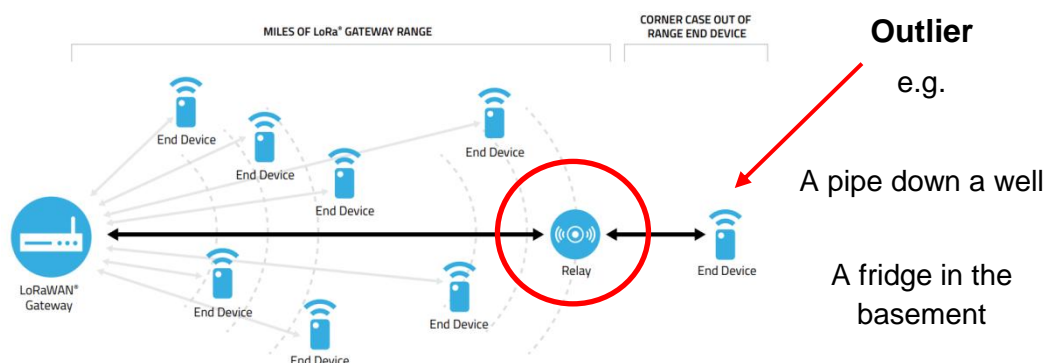 MILES OF LoRa® GATEWAY RANGE
CORNER CASE OUT OF
RANGE END DEVICE
Outlier
e.g.
A pipe down a well
A fridge in the
basement
End Device
End Device
End Device
End Device
LoRaWAN®
Gateway
Relay
End Device
End Device
End Device
End Device